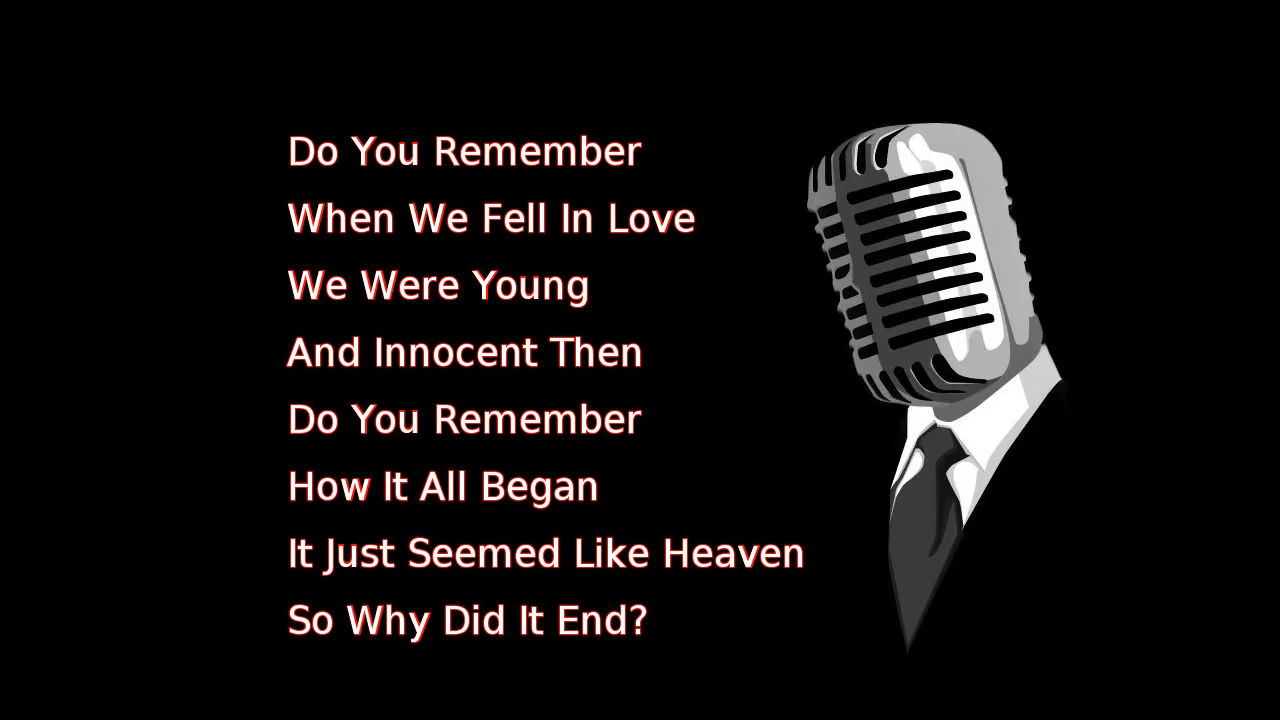 Do You Remember
When We Fell In Love
We Were Young
And Innocent Then
Do You Remember
How It All Began
It Just Seemed Like Heaven
So Why Did It End?